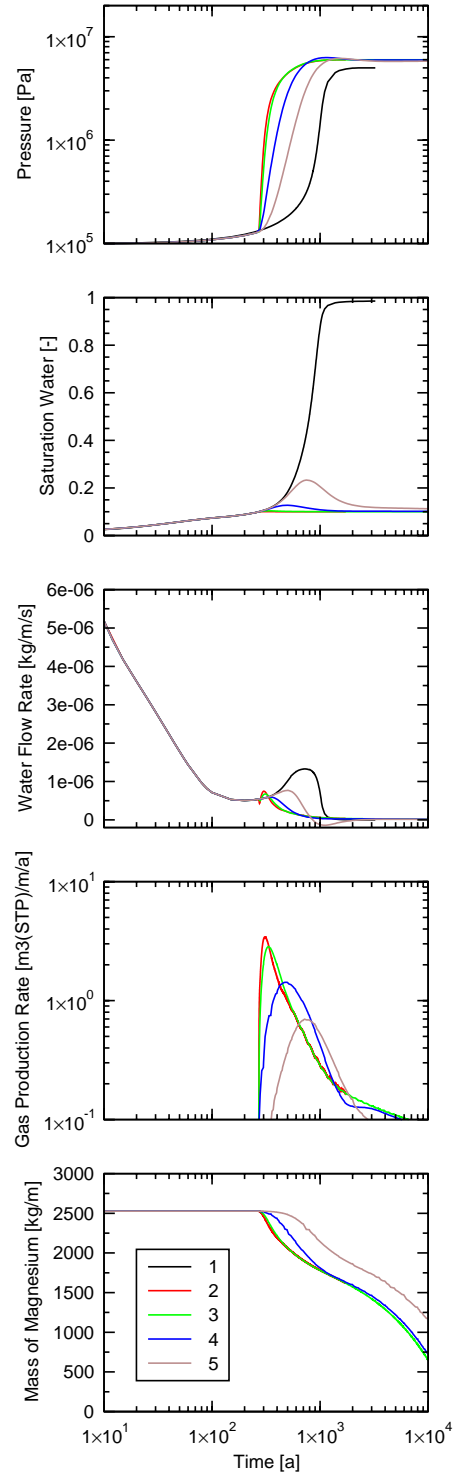 1×10^7
1×10^6
1×10^5
Pressure [Pa]
1
0.8
0.6
0.4
0.2
0
Saturation Water [-]
6e-06
5e-06
4e-06
3e-06
2e-06
1e-06
0
Water Flow Rate [kg/m/s]
1×10^1
1×10^0
1×10^-1
Gas Production Rate [m3(STP)/m/a]
3000
2500
2000
1500
1000
500
0
Mass of Magnesium [kg/m]
1
2
3
4
5
1×10^1 1×10^2 1×10^3 1×10^4
Time [a]